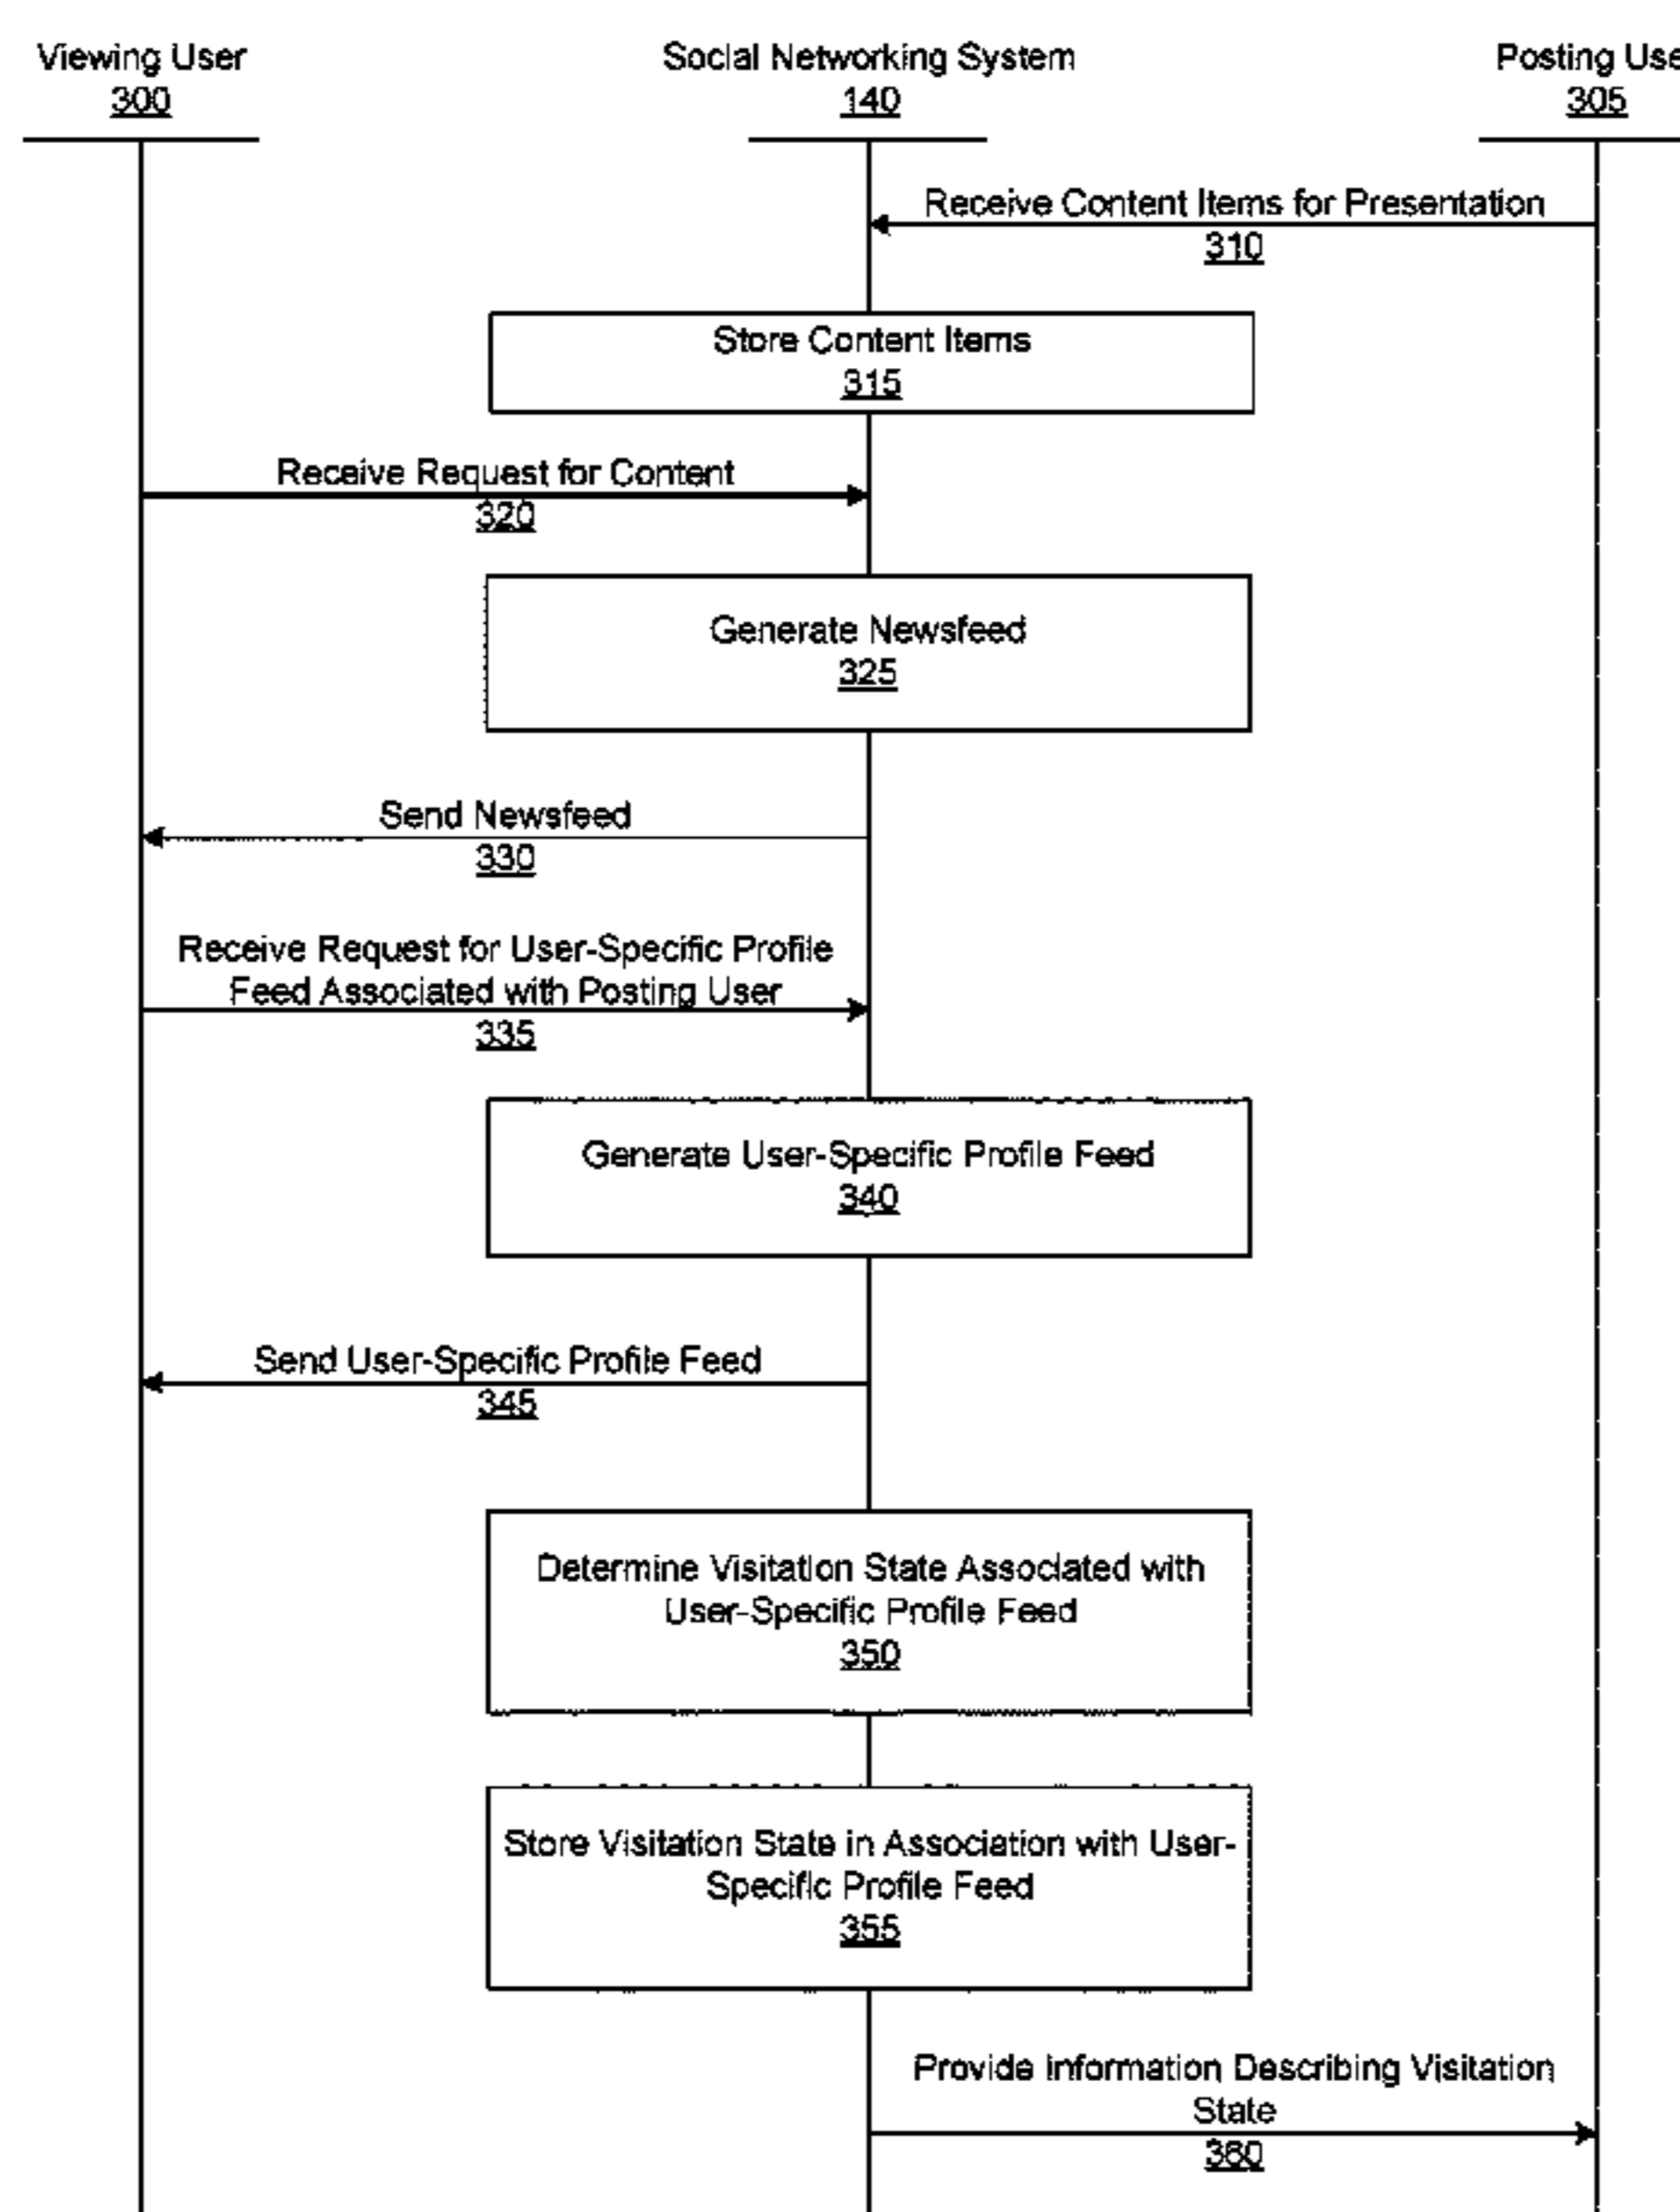 Viewing User
300
Social Networking System
140
Posting Use
305
Receive Content Items for Presentation
310
Store Content Items
315
Receive Request for Content
320
Generate Newsfeed
325
Send Newsfeed
330
Receive Request for User-Specific Profile
Feed Associated with Posting User
335
Generate User-Specific Profile Feed
340
Send User-Specific Profile Feed
345
Determine Visitation State Associated with
User-Specific Profile Feed
350
Store Visitation State in Association with User-
Specific Profile Feed
355
Provide Information Describing Visitation
State
360